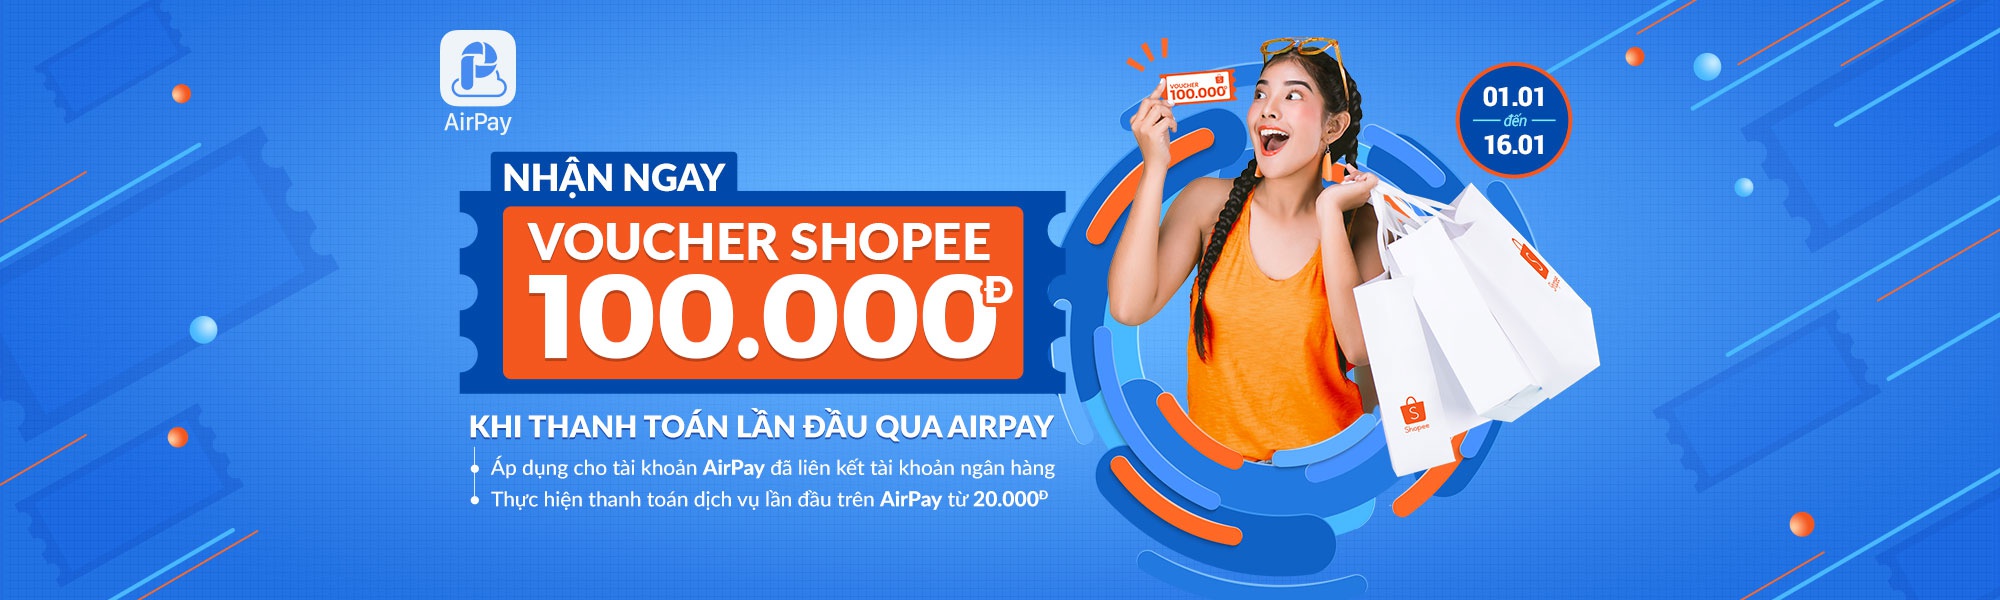 AirPay
NHẬN NGAY
VOUCHER SHOPEE
100.000Đ
KHI THANH TOÁN LẦN ĐẦU QUA AIRPAY
Áp dụng cho tài khoản AirPay đã liên kết tài khoản ngân hàng
Thực hiện thanh toán dịch vụ lần đầu trên AirPay từ 20.000Đ
VOUCHER
100.000Đ
01.01
đến
16.01
S
Shopee